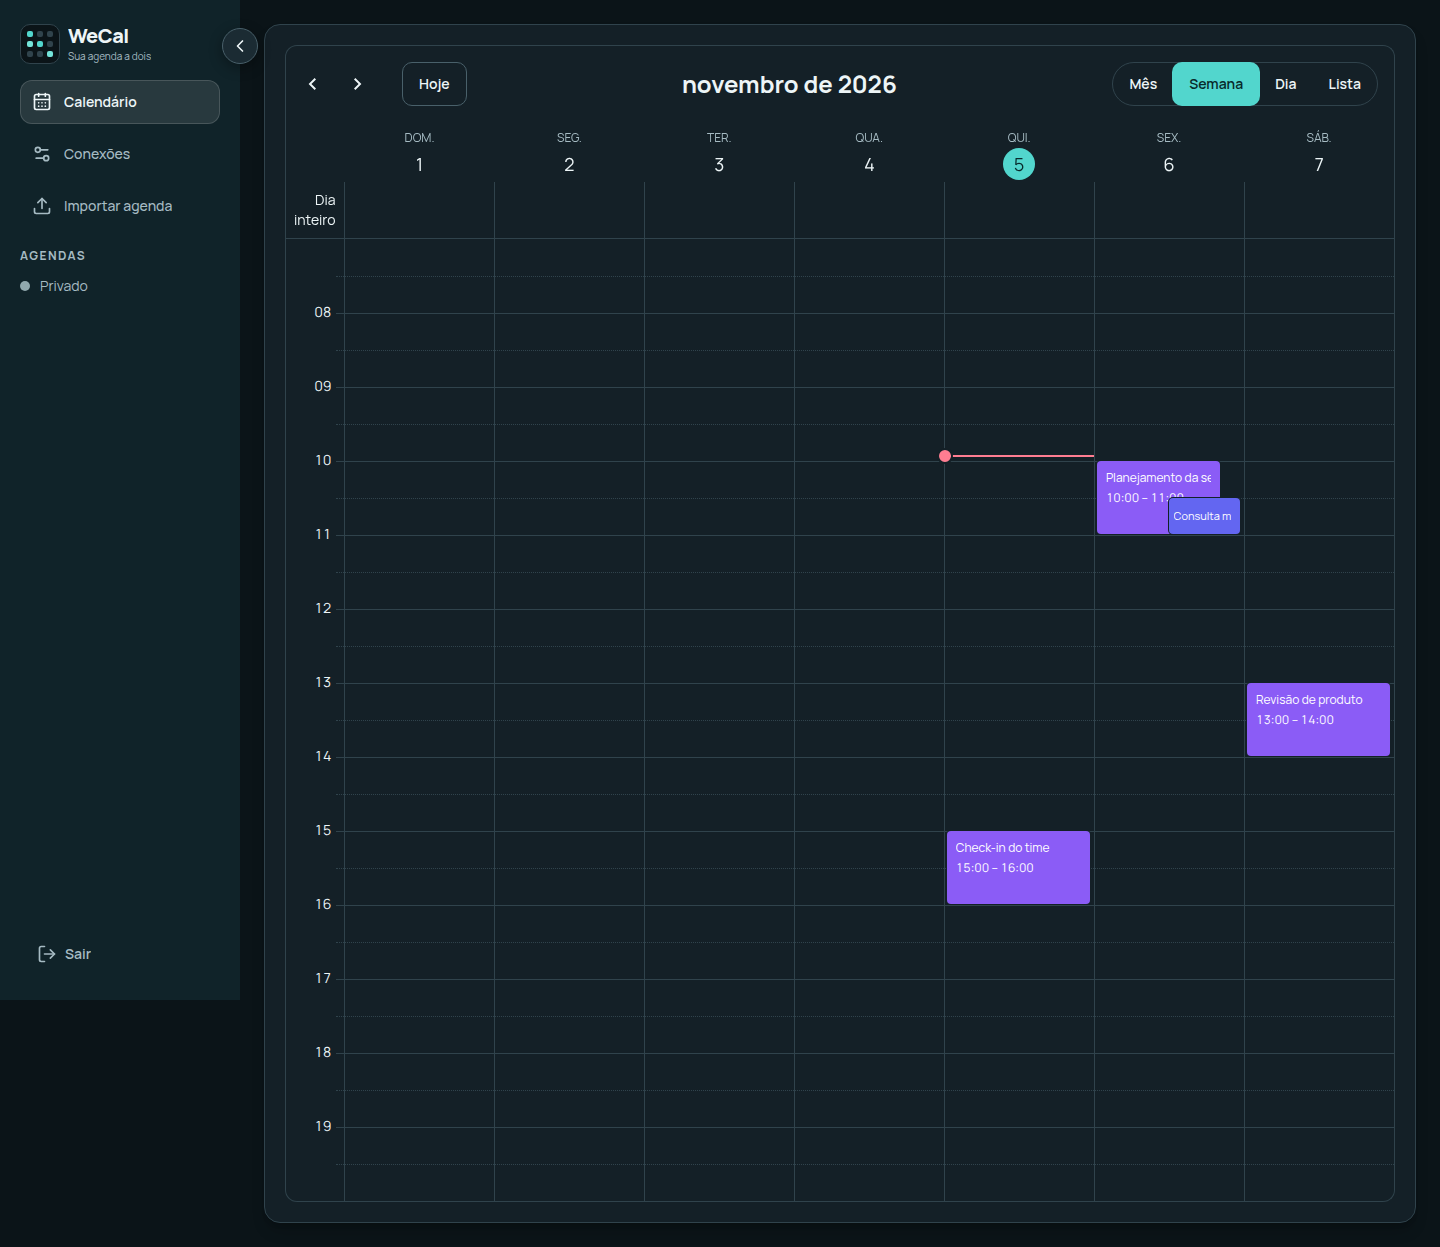 WeCal
Sua agenda a dois
Calendário
Conexões
Importar agenda
AGENDAS
Privado
Sair
Hoje
novembro de 2026
Mês
Semana
Dia
Lista
DOM.
1
SEG.
2
TER.
3
QUA.
4
QUI.
5
SEX.
6
SÁB.
7
Dia
inteiro
08
09
10
11
12
13
14
15
16
17
18
19
Planejamento da se
10:00 – 11:00
Consulta m
Revisão de produto
13:00 – 14:00
Check-in do time
15:00 – 16:00